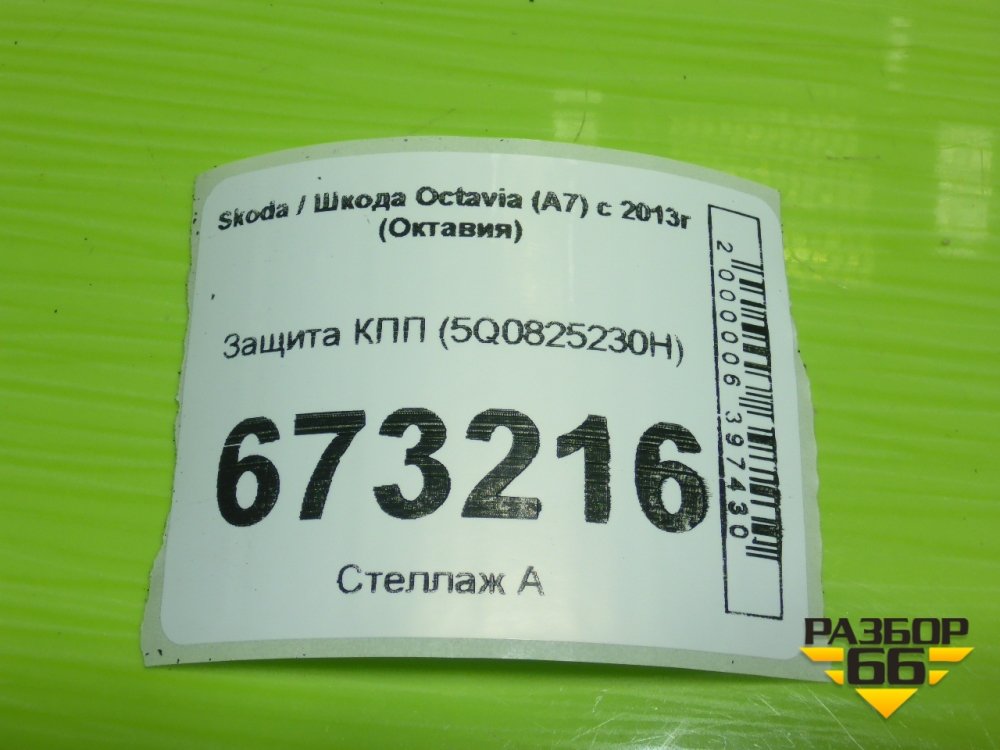 Skoda / Шкода Octavia (A7) с 2013г
(Октавия)
Защита КПП (5Q0825230H)
673216
Стеллаж А
2000006397430
РАЗБОР
66